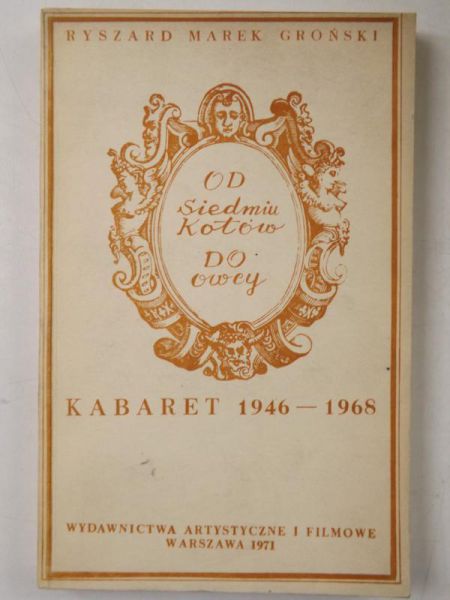 RYSZARD MAREK GROŃSKI
OD
Siedmiu
Kotów
DO
owcy
KABARET 1946 — 1968
WYDAWNICTWA ARTYSTYCZNE I FILMOWE
WARSZAWA 1971